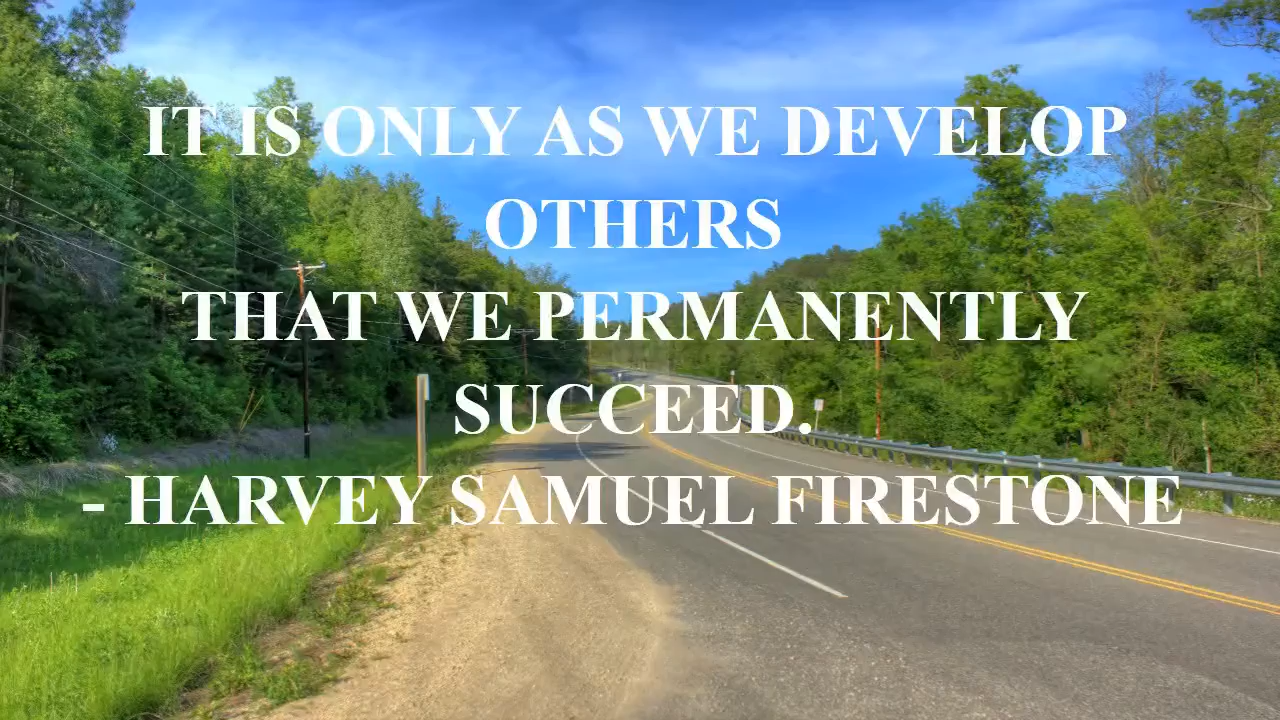 IT IS ONLY AS WE DEVELOP
OTHERS
THAT WE PERMANENTLY
SUCCEED.
- HARVEY SAMUEL FIRESTONE